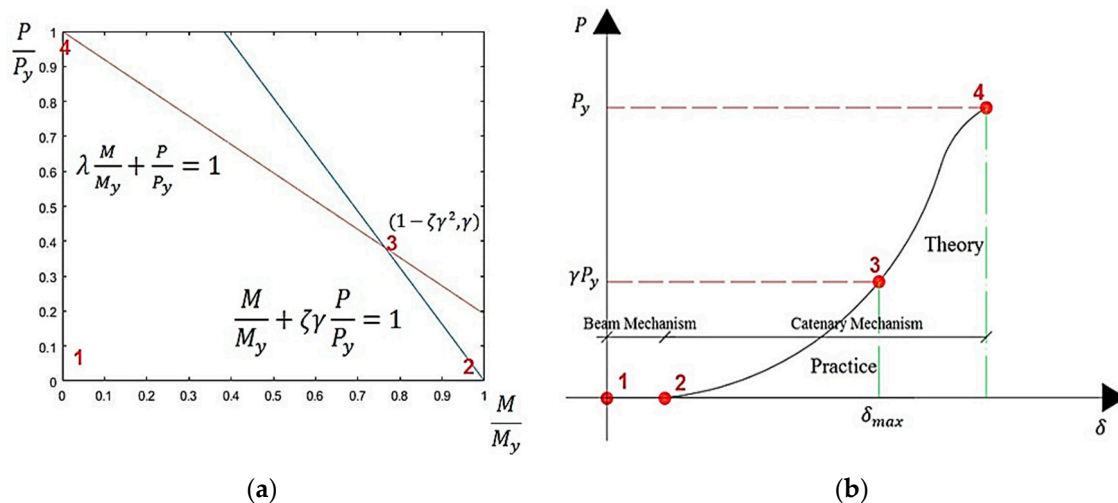 P/P_y
1
0.9
0.8
0.7
0.6
0.5
0.4
0.3
0.2
0.1
0
0 0.1 0.2 0.3 0.4 0.5 0.6 0.7 0.8 0.9 1
M/M_y
4
λ M/M_y + P/P_y = 1
(1−ζγ²,γ)
3
M/M_y + ζγ P/P_y = 1
1
2
(a)
P
P_y
4
Theory
3
γP_y
Beam Mechanism
Catenary Mechanism
Practice
1
2
δ_max
δ
(b)